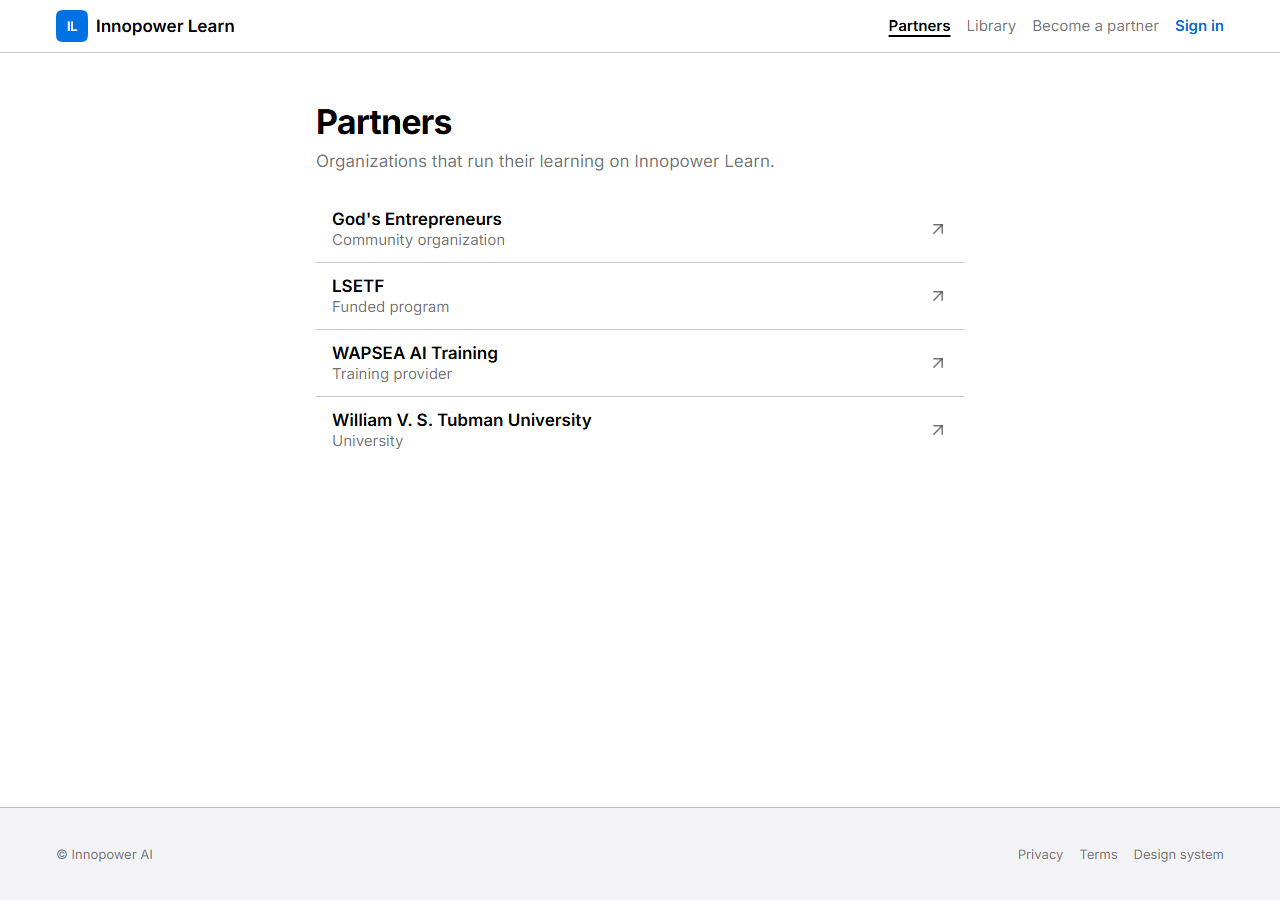 IL Innopower Learn Partners Library Become a partner Sign in
Partners
Organizations that run their learning on Innopower Learn.
God's Entrepreneurs
Community organization
LSETF
Funded program
WAPSEA AI Training
Training provider
William V. S. Tubman University
University
© Innopower AI Privacy Terms Design system